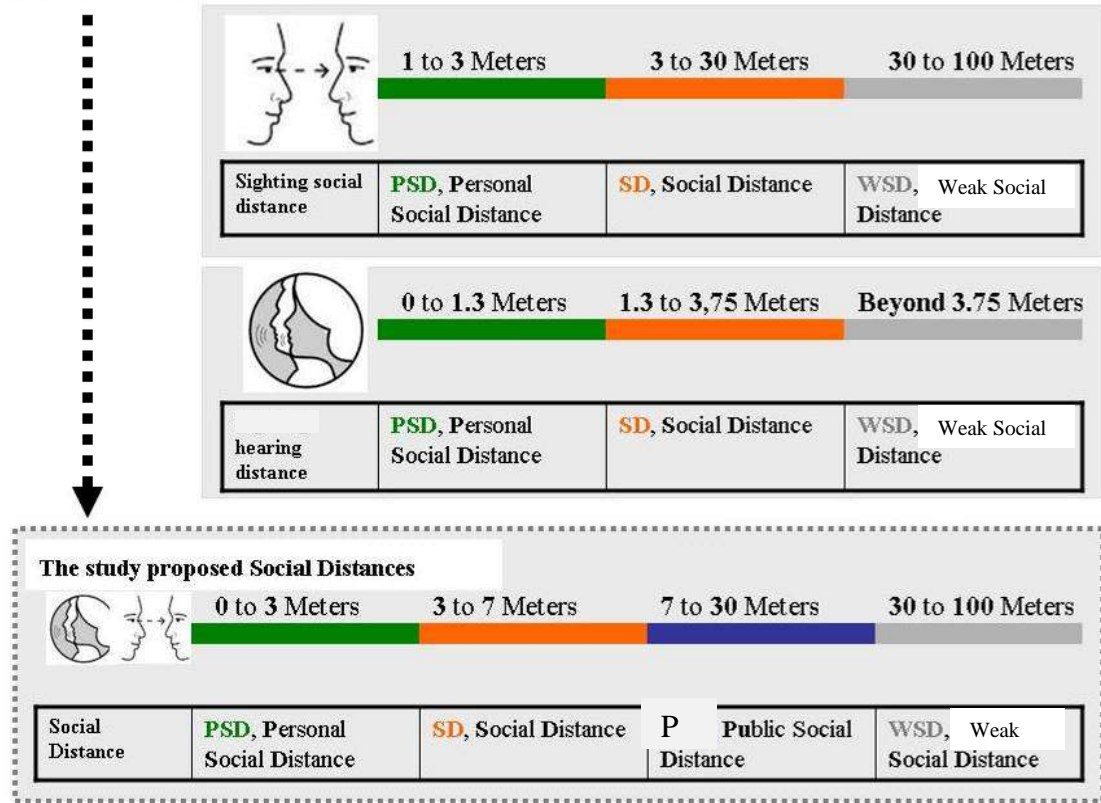 1 to 3 Meters 3 to 30 Meters 30 to 100 Meters
Sighting social distance
PSD, Personal Social Distance
SD, Social Distance
WSD, Weak Social Distance
0 to 1.3 Meters 1.3 to 3,75 Meters Beyond 3.75 Meters
hearing distance
PSD, Personal Social Distance
SD, Social Distance
WSD, Weak Social Distance
The study proposed Social Distances
0 to 3 Meters 3 to 7 Meters 7 to 30 Meters 30 to 100 Meters
Social Distance
PSD, Personal Social Distance
SD, Social Distance
P Public Social Distance
WSD, Weak Social Distance